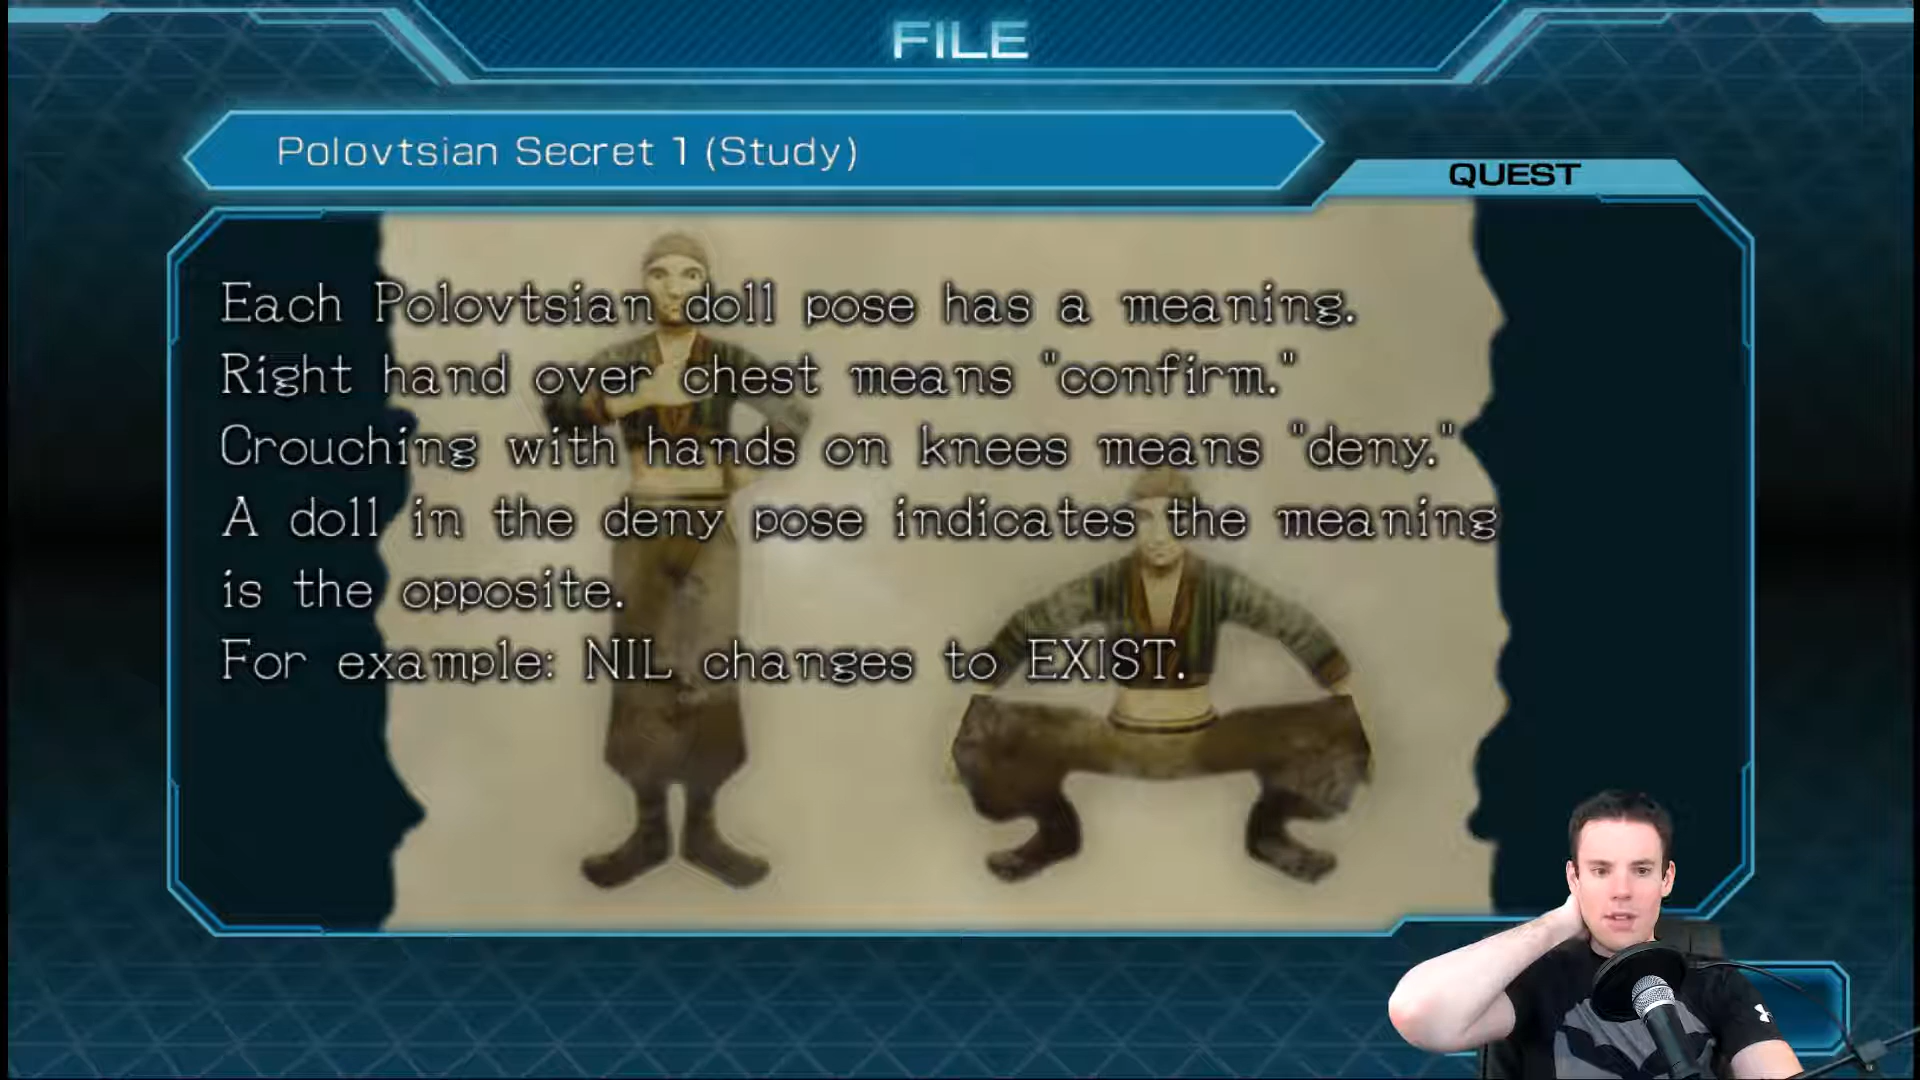 FILE
Polovtsian Secret 1 (Study)
QUEST
Each Polovtsian doll pose has a meaning.
Right hand over chest means "confirm."
Crouching with hands on knees means "deny."
A doll in the deny pose indicates the meaning
is the opposite.
For example: NIL changes to EXIST.